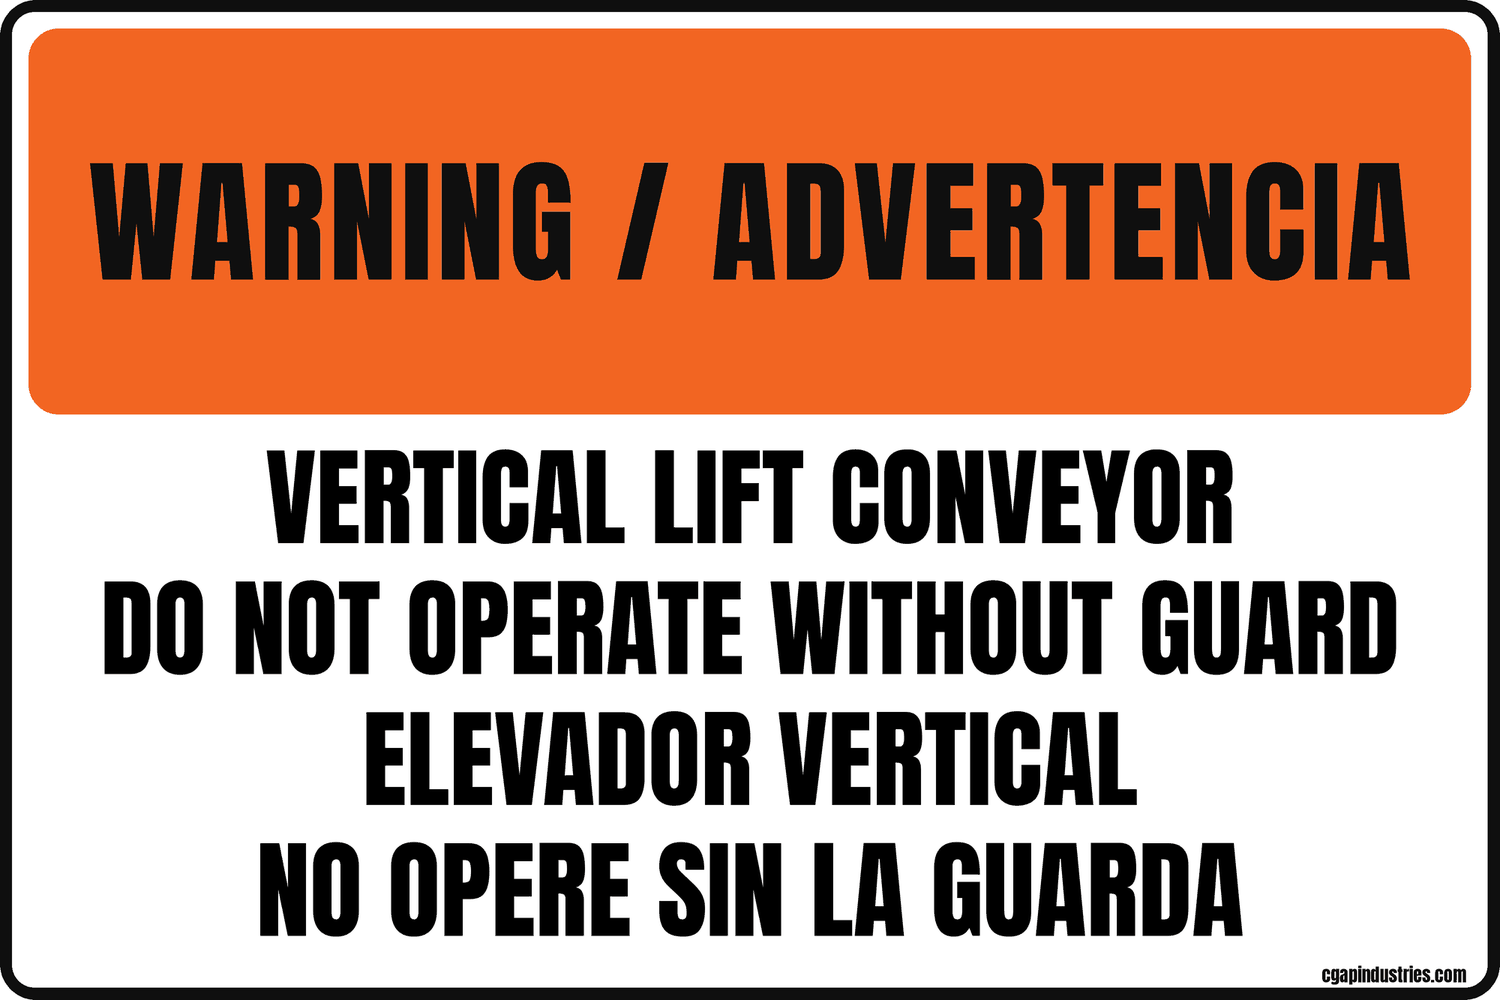 WARNING / ADVERTENCIA
VERTICAL LIFT CONVEYOR
DO NOT OPERATE WITHOUT GUARD
ELEVADOR VERTICAL
NO OPERE SIN LA GUARDA
cgapindustries.com